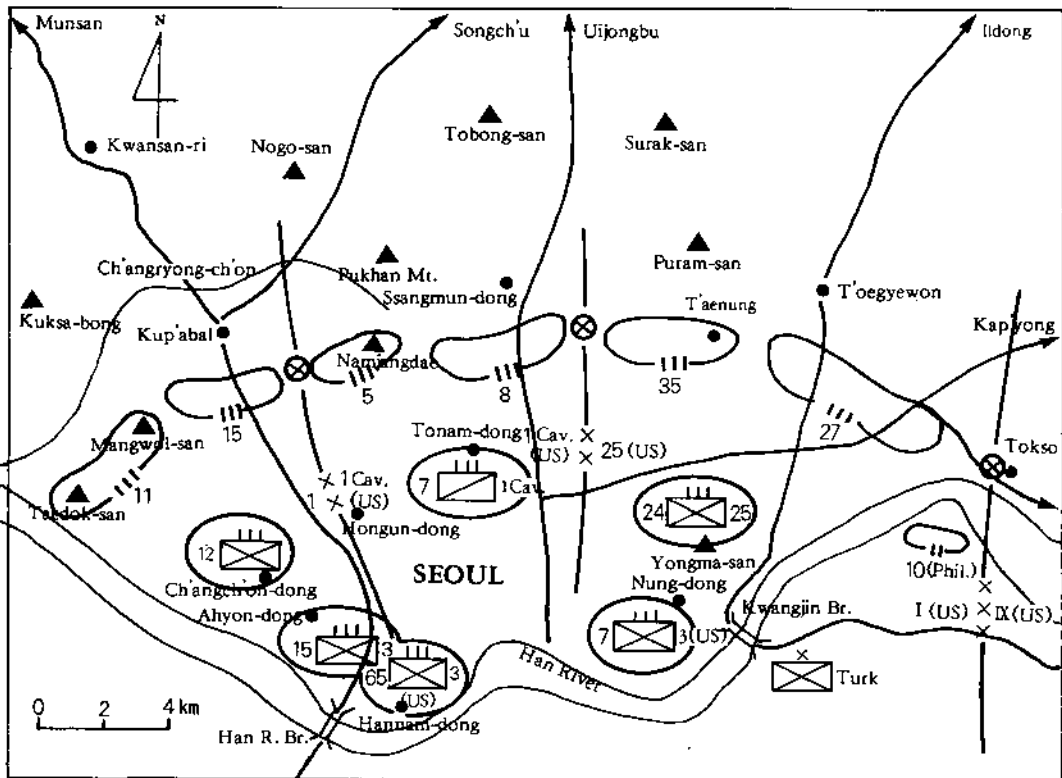 Munsan
N
Songch'u
Uijongbu
Ildong
Kwansan-ri
Nogo-san
Tobong-san
Surak-san
Ch'angryong-ch'on
Pukhan Mt.
Ssangmun-dong
Puram-san
T'aenung
T'oegyewon
Kuksa-bong
Kup'abal
Kap'yong
Namjangdae
15
5
8
35
27
Mangwol-san
11
Takdok-san
Tonam-dong
7
1 Cav.
1 Cav.
(US)
25 (US)
Tokso
1 Cav.
1 (US)
Hongun-dong
24
25
Yongma-san
10 (Phil.)
12
Ch'angch'on-dong
SEOUL
Nung-dong
Ahyon-dong
15
3
65
3
(US)
7
3 (US)
Kwangjin Br.
I (US)
IX (US)
Turk
Han River
Hannam-dong
Han R. Br.
0 2 4 km